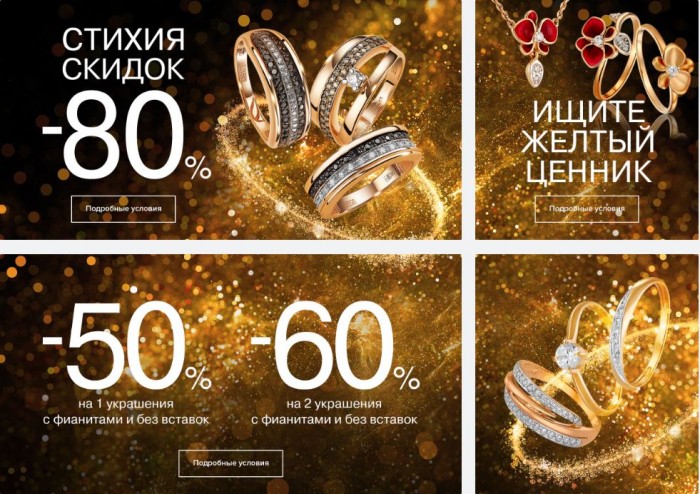 СТИХИЯ
СКИДОК
-80%
Подробные условия
ИЩИТЕ
ЖЕЛТЫЙ
ЦЕННИК
Подробные условия
-50%
на 1 украшения
с фианитами и без вставок
-60%
на 2 украшения
с фианитами и без вставок
Подробные условия